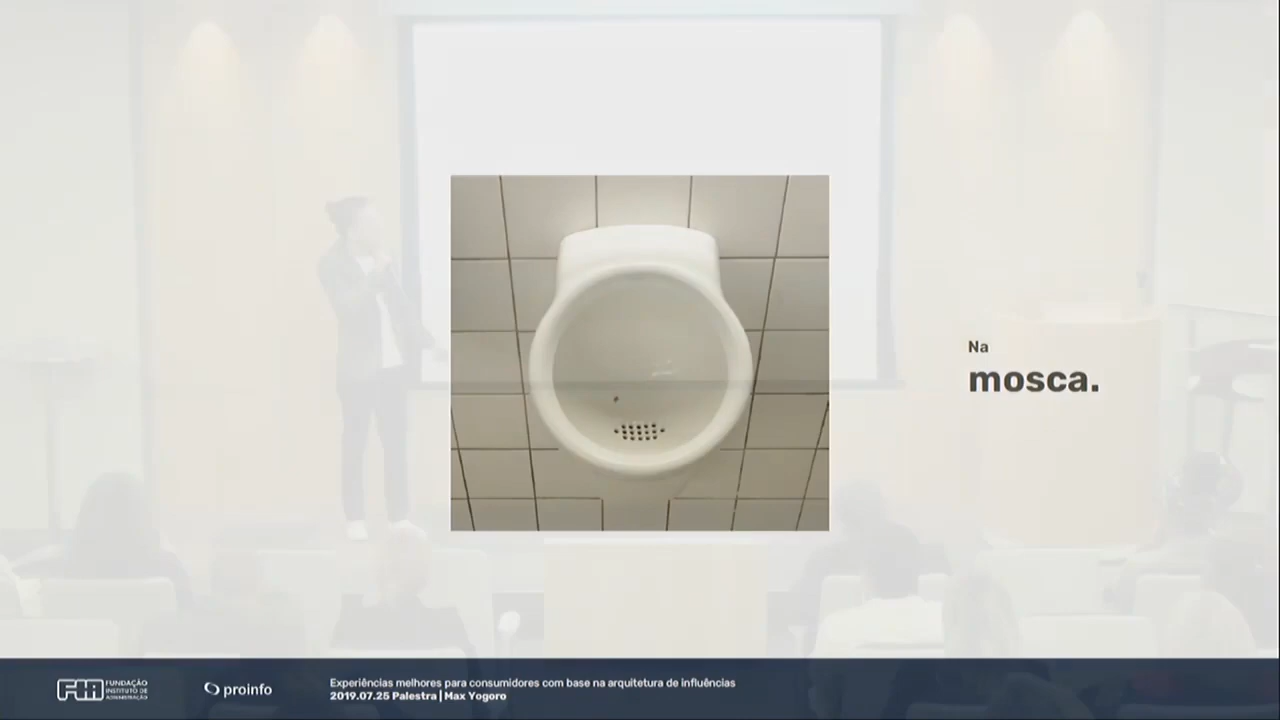 Na
mosca.
FIA
FUNDAÇÃO
INSTITUTO DE
ADMINISTRAÇÃO
proinfo
Experiências melhores para consumidores com base na arquitetura de influências
2019.07.25 Palestra | Max Yogoro